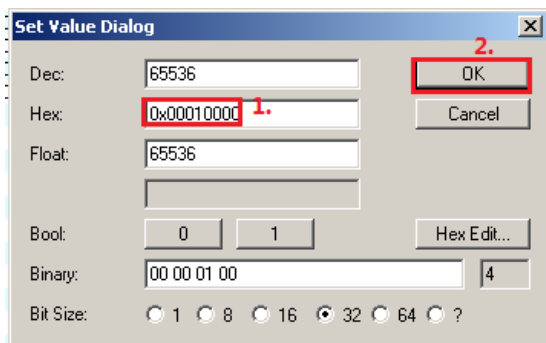 Set Value Dialog
2.
Dec: 65536 OK
Hex: 0x00010000 1. Cancel
Float: 65536
Bool: 0 1 Hex Edit...
Binary: 00 00 01 00 4
Bit Size: 1 8 16 32 64 ?